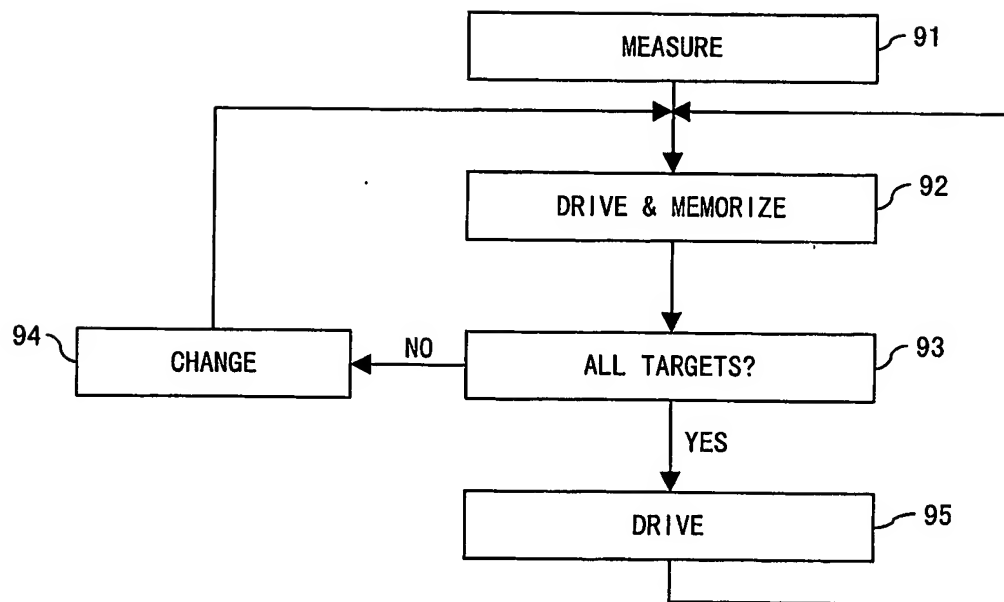 MEASURE
91
DRIVE & MEMORIZE
92
94
CHANGE
NO
ALL TARGETS?
93
YES
DRIVE
95